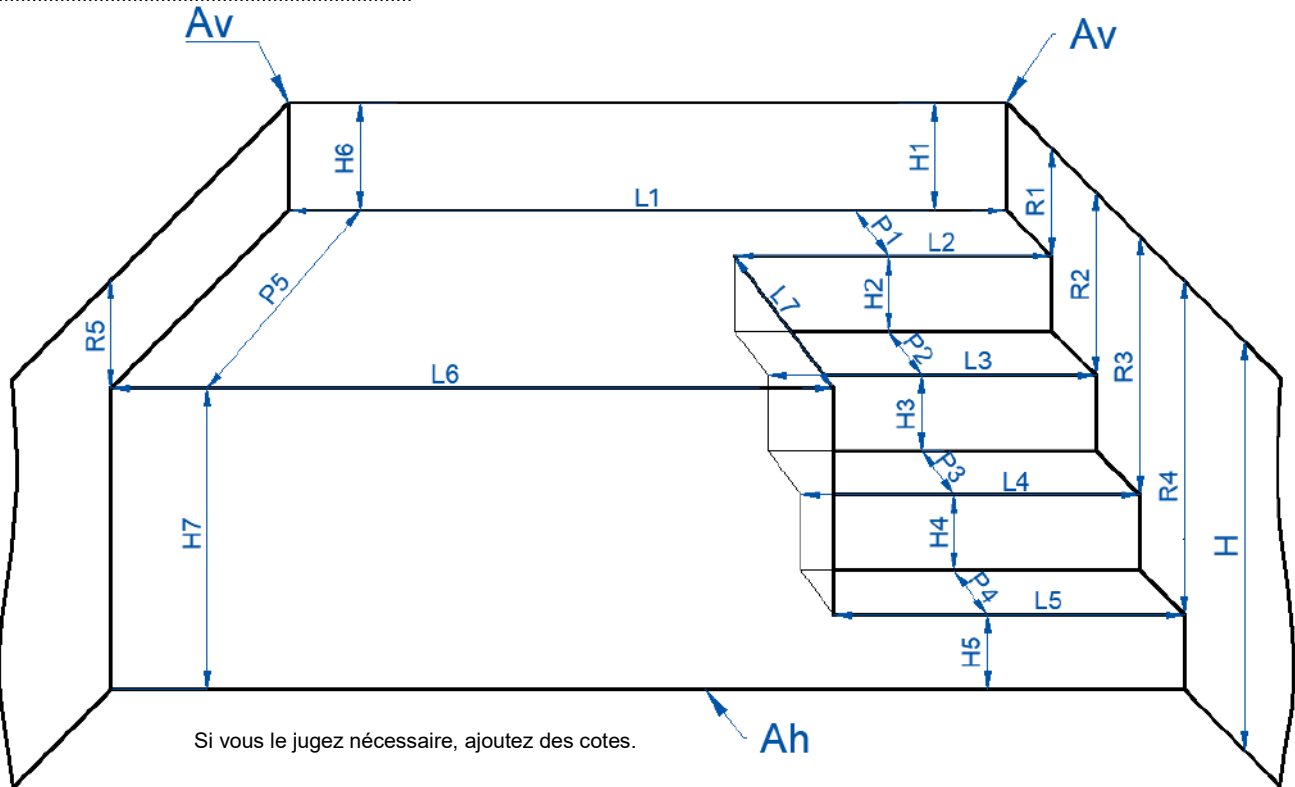 Av
Av
H6
H1
R1
L1
P1
L2
R2
P5
L7
H2
R5
P2
L3
R3
L6
H3
P3
L4
R4
H7
H4
H
P4
L5
H5
Si vous le jugez nécessaire, ajoutez des cotes.
Ah